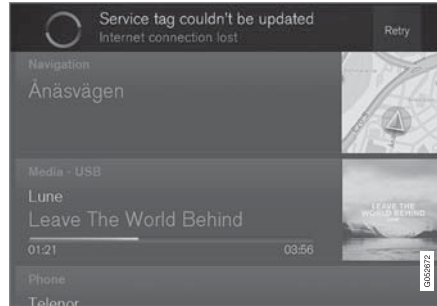 Service tag couldn't be updated
Internet connection lost
Retry
Navigation
Ånäsvägen
Media - USB
Lune
Leave The World Behind
01:21
03:56
LEAVE THE
WORLD BEHIND
Phone
Telenor
G052672